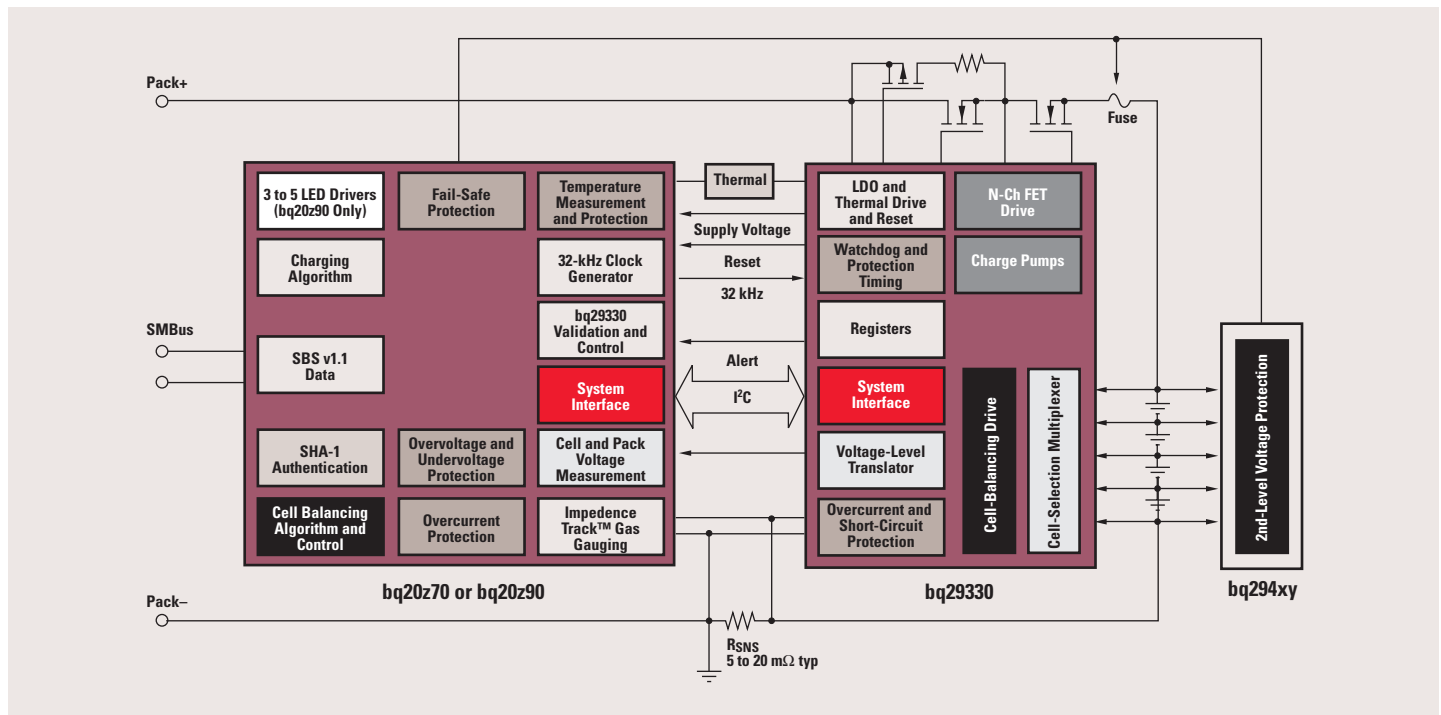 Pack+
Fuse
3 to 5 LED Drivers
(bq20z90 Only)
Fail-Safe
Protection
Temperature
Measurement
and Protection
Charging
Algorithm
32-kHz Clock
Generator
bq29330
Validation and
Control
SMBus
SBS v1.1
Data
System
Interface
SHA-1
Authentication
Overvoltage and
Undervoltage
Protection
Cell and Pack
Voltage
Measurement
Cell Balancing
Algorithm and
Control
Overcurrent
Protection
Impedence
Track™ Gas
Gauging
bq20z70 or bq20z90
Thermal
Supply Voltage
Reset
32 kHz
Alert
I²C
LDO and
Thermal Drive
and Reset
N-Ch FET
Drive
Watchdog and
Protection
Timing
Charge Pumps
Registers
System
Interface
Voltage-Level
Translator
Overcurrent and
Short-Circuit
Protection
Cell-Balancing Drive
Cell-Selection Multiplexer
bq29330
2nd-Level Voltage Protection
bq294xy
Pack–
RSNS
5 to 20 mΩ typ